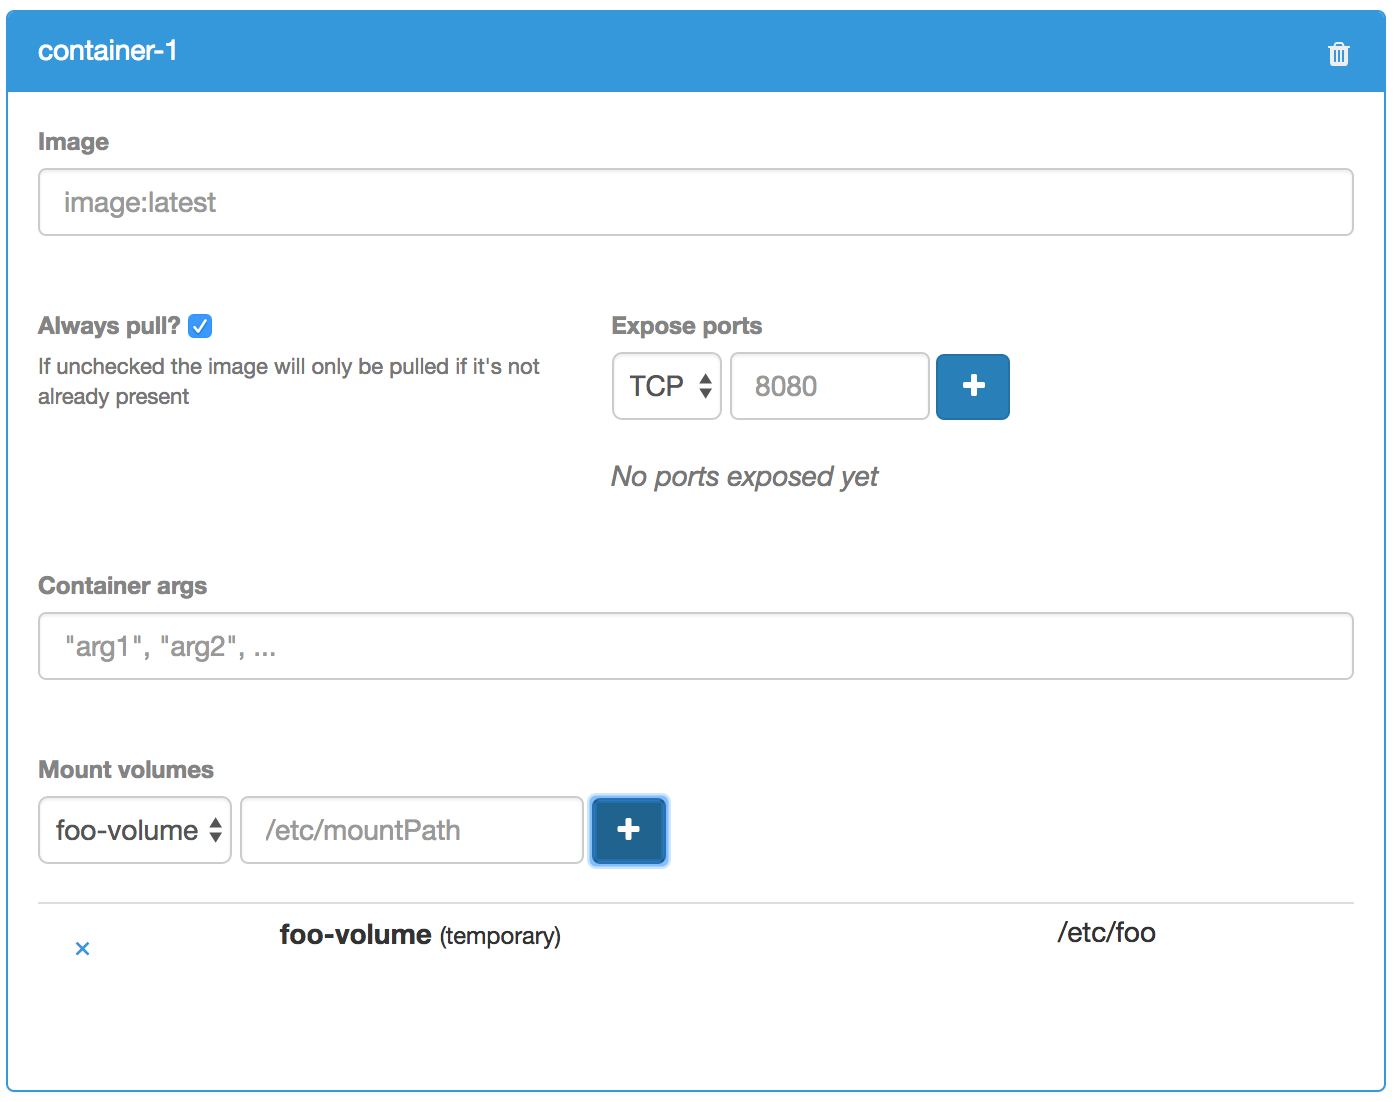 container-1
Image
image:latest
Always pull?
If unchecked the image will only be pulled if it's not
already present
Expose ports
TCP 8080
No ports exposed yet
Container args
"arg1", "arg2", ...
Mount volumes
foo-volume /etc/mountPath
foo-volume (temporary) /etc/foo